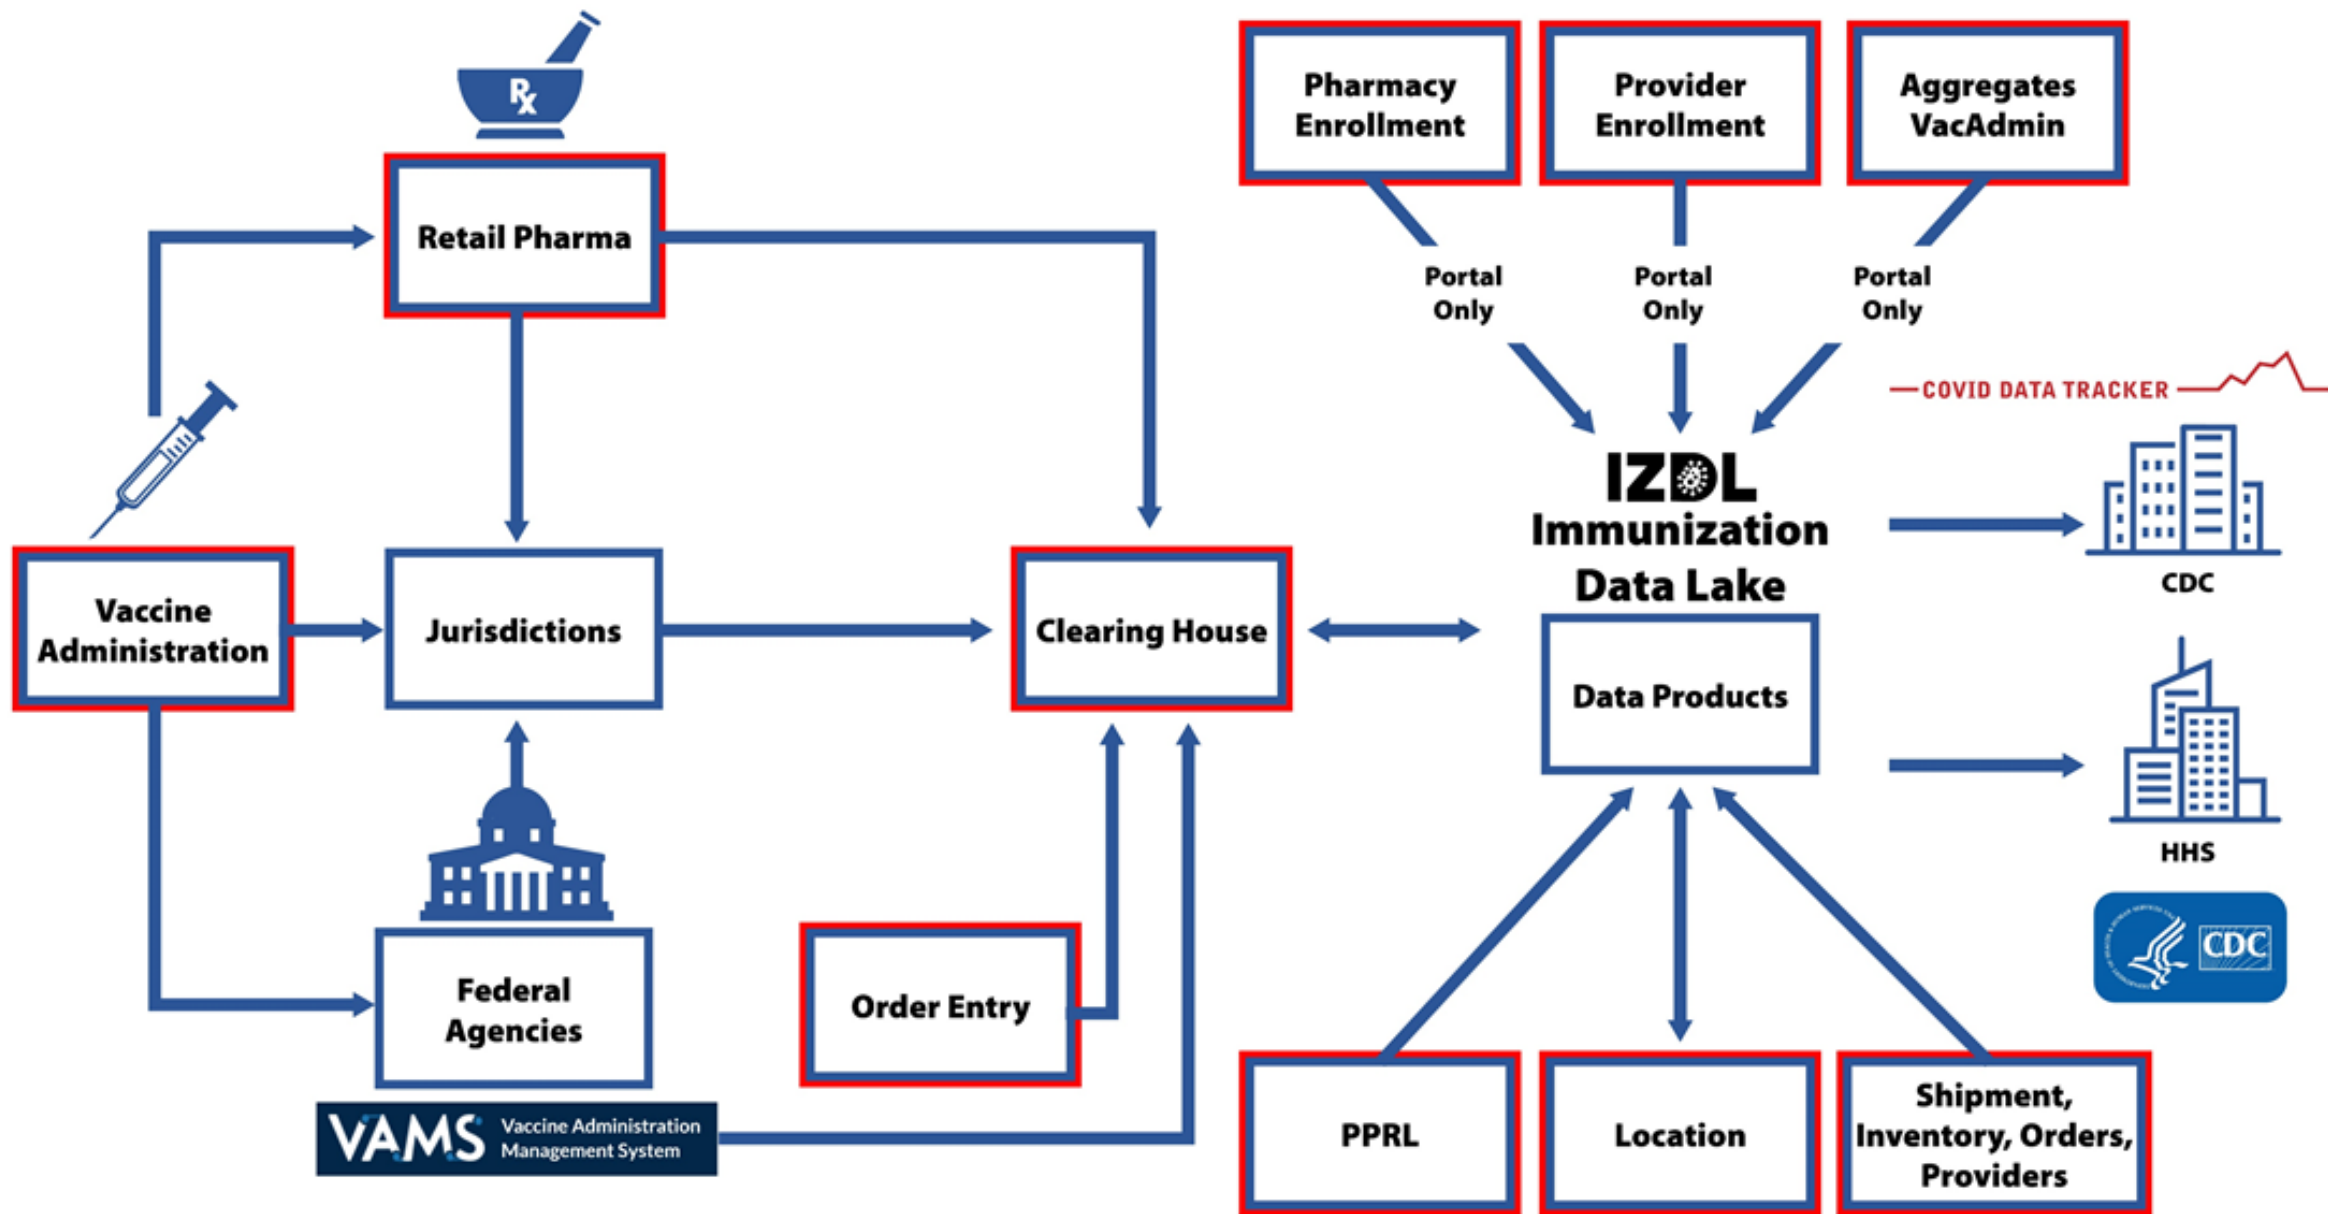 Rx
Pharmacy
Enrollment
Provider
Enrollment
Aggregates
VacAdmin
Retail Pharma
Portal
Only
Portal
Only
Portal
Only
COVID DATA TRACKER
IZDL
Immunization
Data Lake
CDC
Vaccine
Administration
Jurisdictions
Clearing House
Data Products
HHS
CDC
Federal
Agencies
Order Entry
VAMS
Vaccine Administration
Management System
PPRL
Location
Shipment,
Inventory, Orders,
Providers